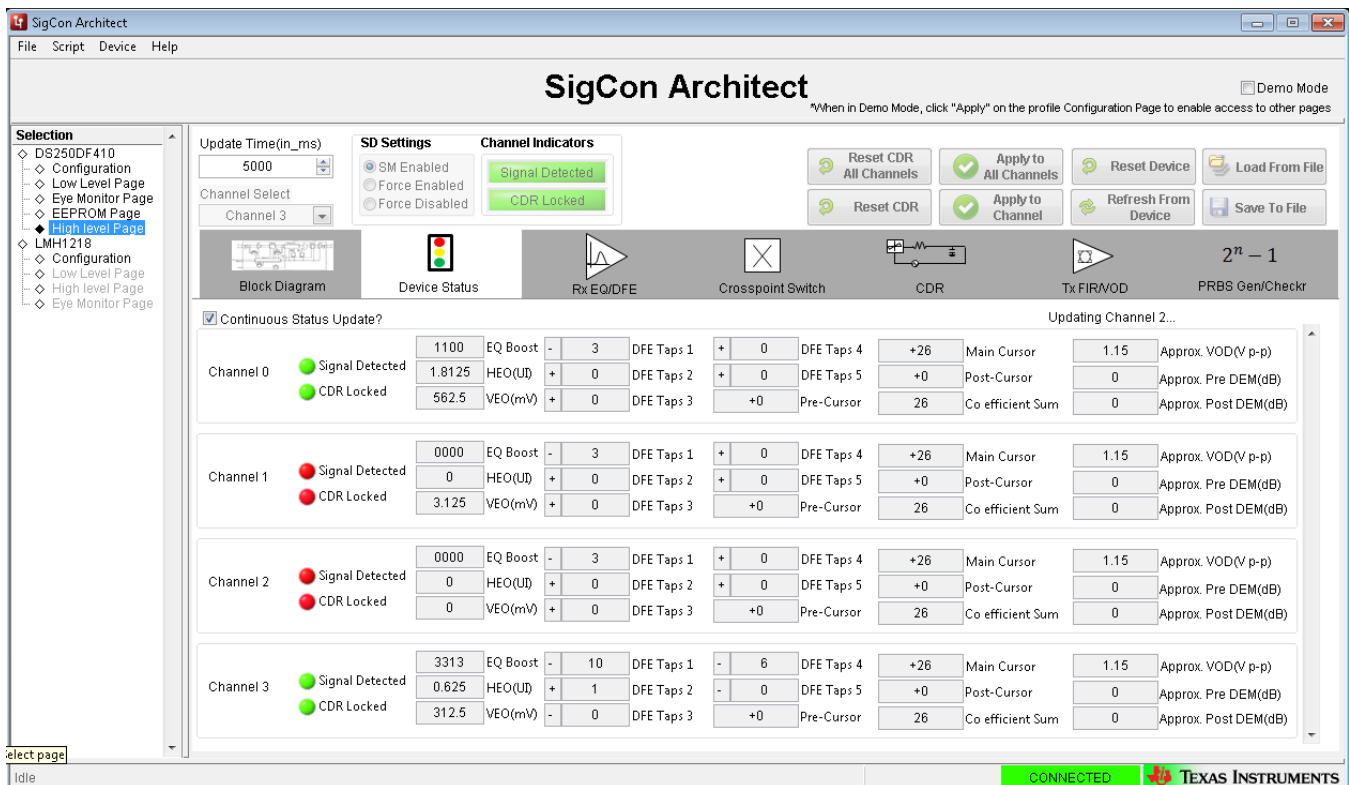 SigCon Architect
File Script Device Help
SigCon Architect
Demo Mode
*When in Demo Mode, click "Apply" on the profile Configuration Page to enable access to other pages
Selection
DS250DF410
Configuration
Low Level Page
Eye Monitor Page
EEPROM Page
High level Page
LMH1218
Configuration
Low Level Page
High level Page
Eye Monitor Page
Update Time(in_ms)
5000
Channel Select
Channel 3
SD Settings
SM Enabled
Force Enabled
Force Disabled
Channel Indicators
Signal Detected
CDR Locked
Reset CDR
All Channels
Apply to
All Channels
Reset Device
Load From File
Reset CDR
Apply to
Channel
Refresh From
Device
Save To File
2ⁿ − 1
Block Diagram Device Status Rx EQ/DFE Crosspoint Switch CDR Tx FIR/VOD PRBS Gen/Checkr
Continuous Status Update? Updating Channel 2...
Channel 0
Signal Detected
CDR Locked
1100 EQ Boost - 3 DFE Taps 1 + 0 DFE Taps 4 +26 Main Cursor 1.15 Approx. VOD(V p-p)
1.8125 HEO(UI) + 0 DFE Taps 2 + 0 DFE Taps 5 +0 Post-Cursor 0 Approx. Pre DEM(dB)
562.5 VEO(mV) + 0 DFE Taps 3 +0 Pre-Cursor 26 Co efficient Sum 0 Approx. Post DEM(dB)
Channel 1
Signal Detected
CDR Locked
0000 EQ Boost - 3 DFE Taps 1 + 0 DFE Taps 4 +26 Main Cursor 1.15 Approx. VOD(V p-p)
0 HEO(UI) + 0 DFE Taps 2 + 0 DFE Taps 5 +0 Post-Cursor 0 Approx. Pre DEM(dB)
3.125 VEO(mV) + 0 DFE Taps 3 +0 Pre-Cursor 26 Co efficient Sum 0 Approx. Post DEM(dB)
Channel 2
Signal Detected
CDR Locked
0000 EQ Boost - 3 DFE Taps 1 + 0 DFE Taps 4 +26 Main Cursor 1.15 Approx. VOD(V p-p)
0 HEO(UI) + 0 DFE Taps 2 + 0 DFE Taps 5 +0 Post-Cursor 0 Approx. Pre DEM(dB)
0 VEO(mV) + 0 DFE Taps 3 +0 Pre-Cursor 26 Co efficient Sum 0 Approx. Post DEM(dB)
Channel 3
Signal Detected
CDR Locked
3313 EQ Boost - 10 DFE Taps 1 - 6 DFE Taps 4 +26 Main Cursor 1.15 Approx. VOD(V p-p)
0.625 HEO(UI) + 1 DFE Taps 2 - 0 DFE Taps 5 +0 Post-Cursor 0 Approx. Pre DEM(dB)
312.5 VEO(mV) - 0 DFE Taps 3 +0 Pre-Cursor 26 Co efficient Sum 0 Approx. Post DEM(dB)
elect page
Idle CONNECTED TEXAS INSTRUMENTS